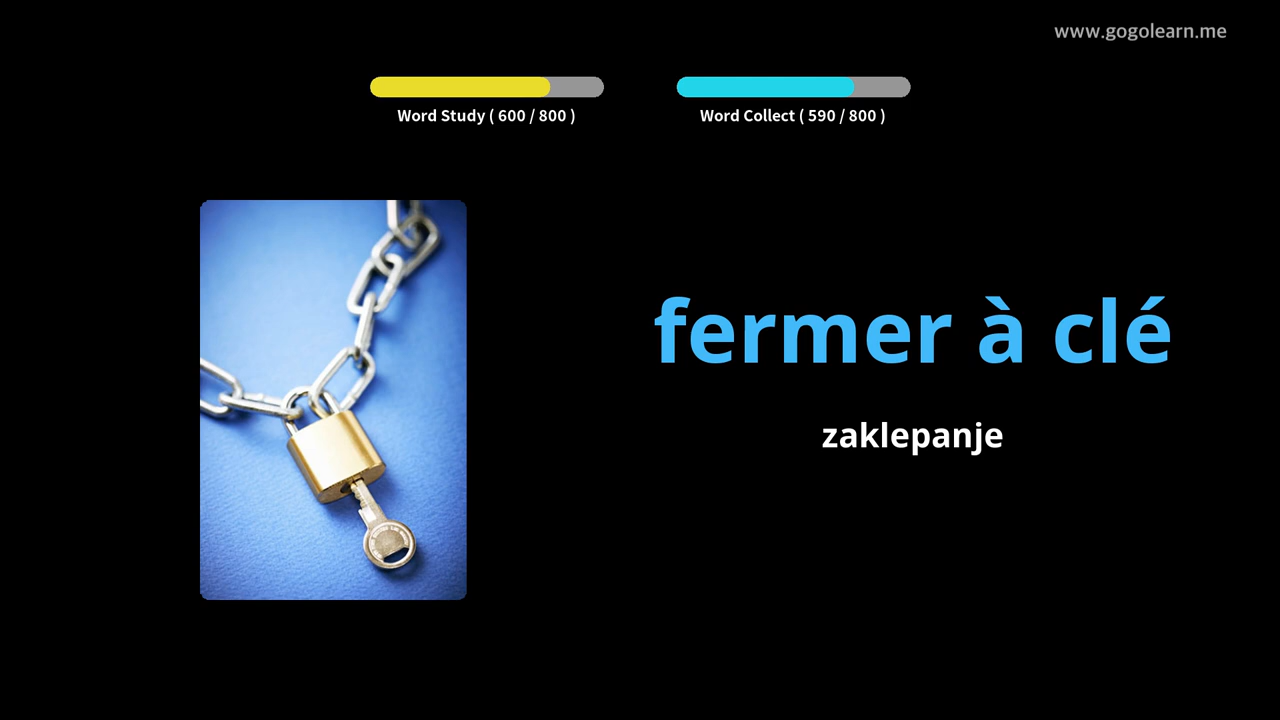 www.gogolearn.me
Word Study ( 600 / 800 )
Word Collect ( 590 / 800 )
fermer à clé
zaklepanje